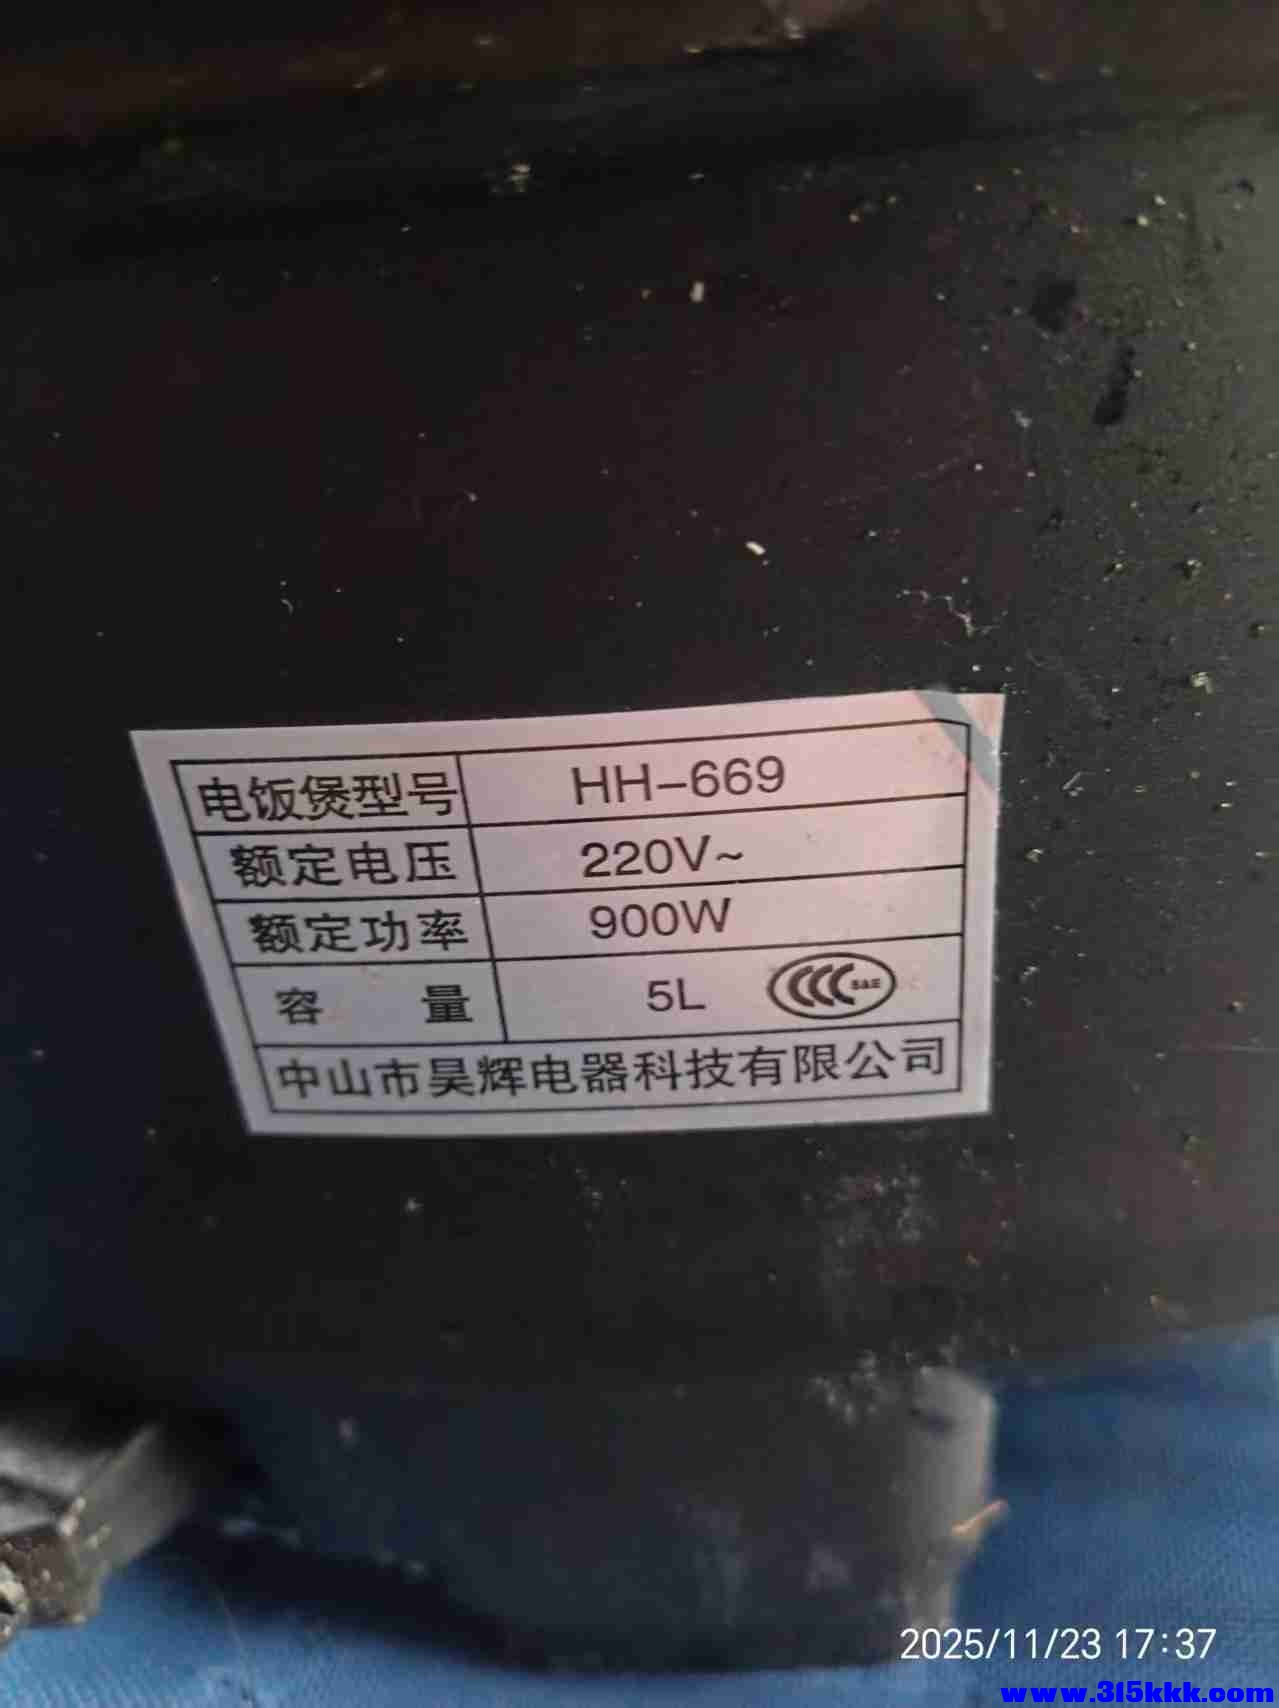 电饭煲型号 HH-669
额定电压 220V~
额定功率 900W
容 量 5L CCC S&E
中山市昊辉电器科技有限公司
2025/11/23 17:37
www.315kkk.com